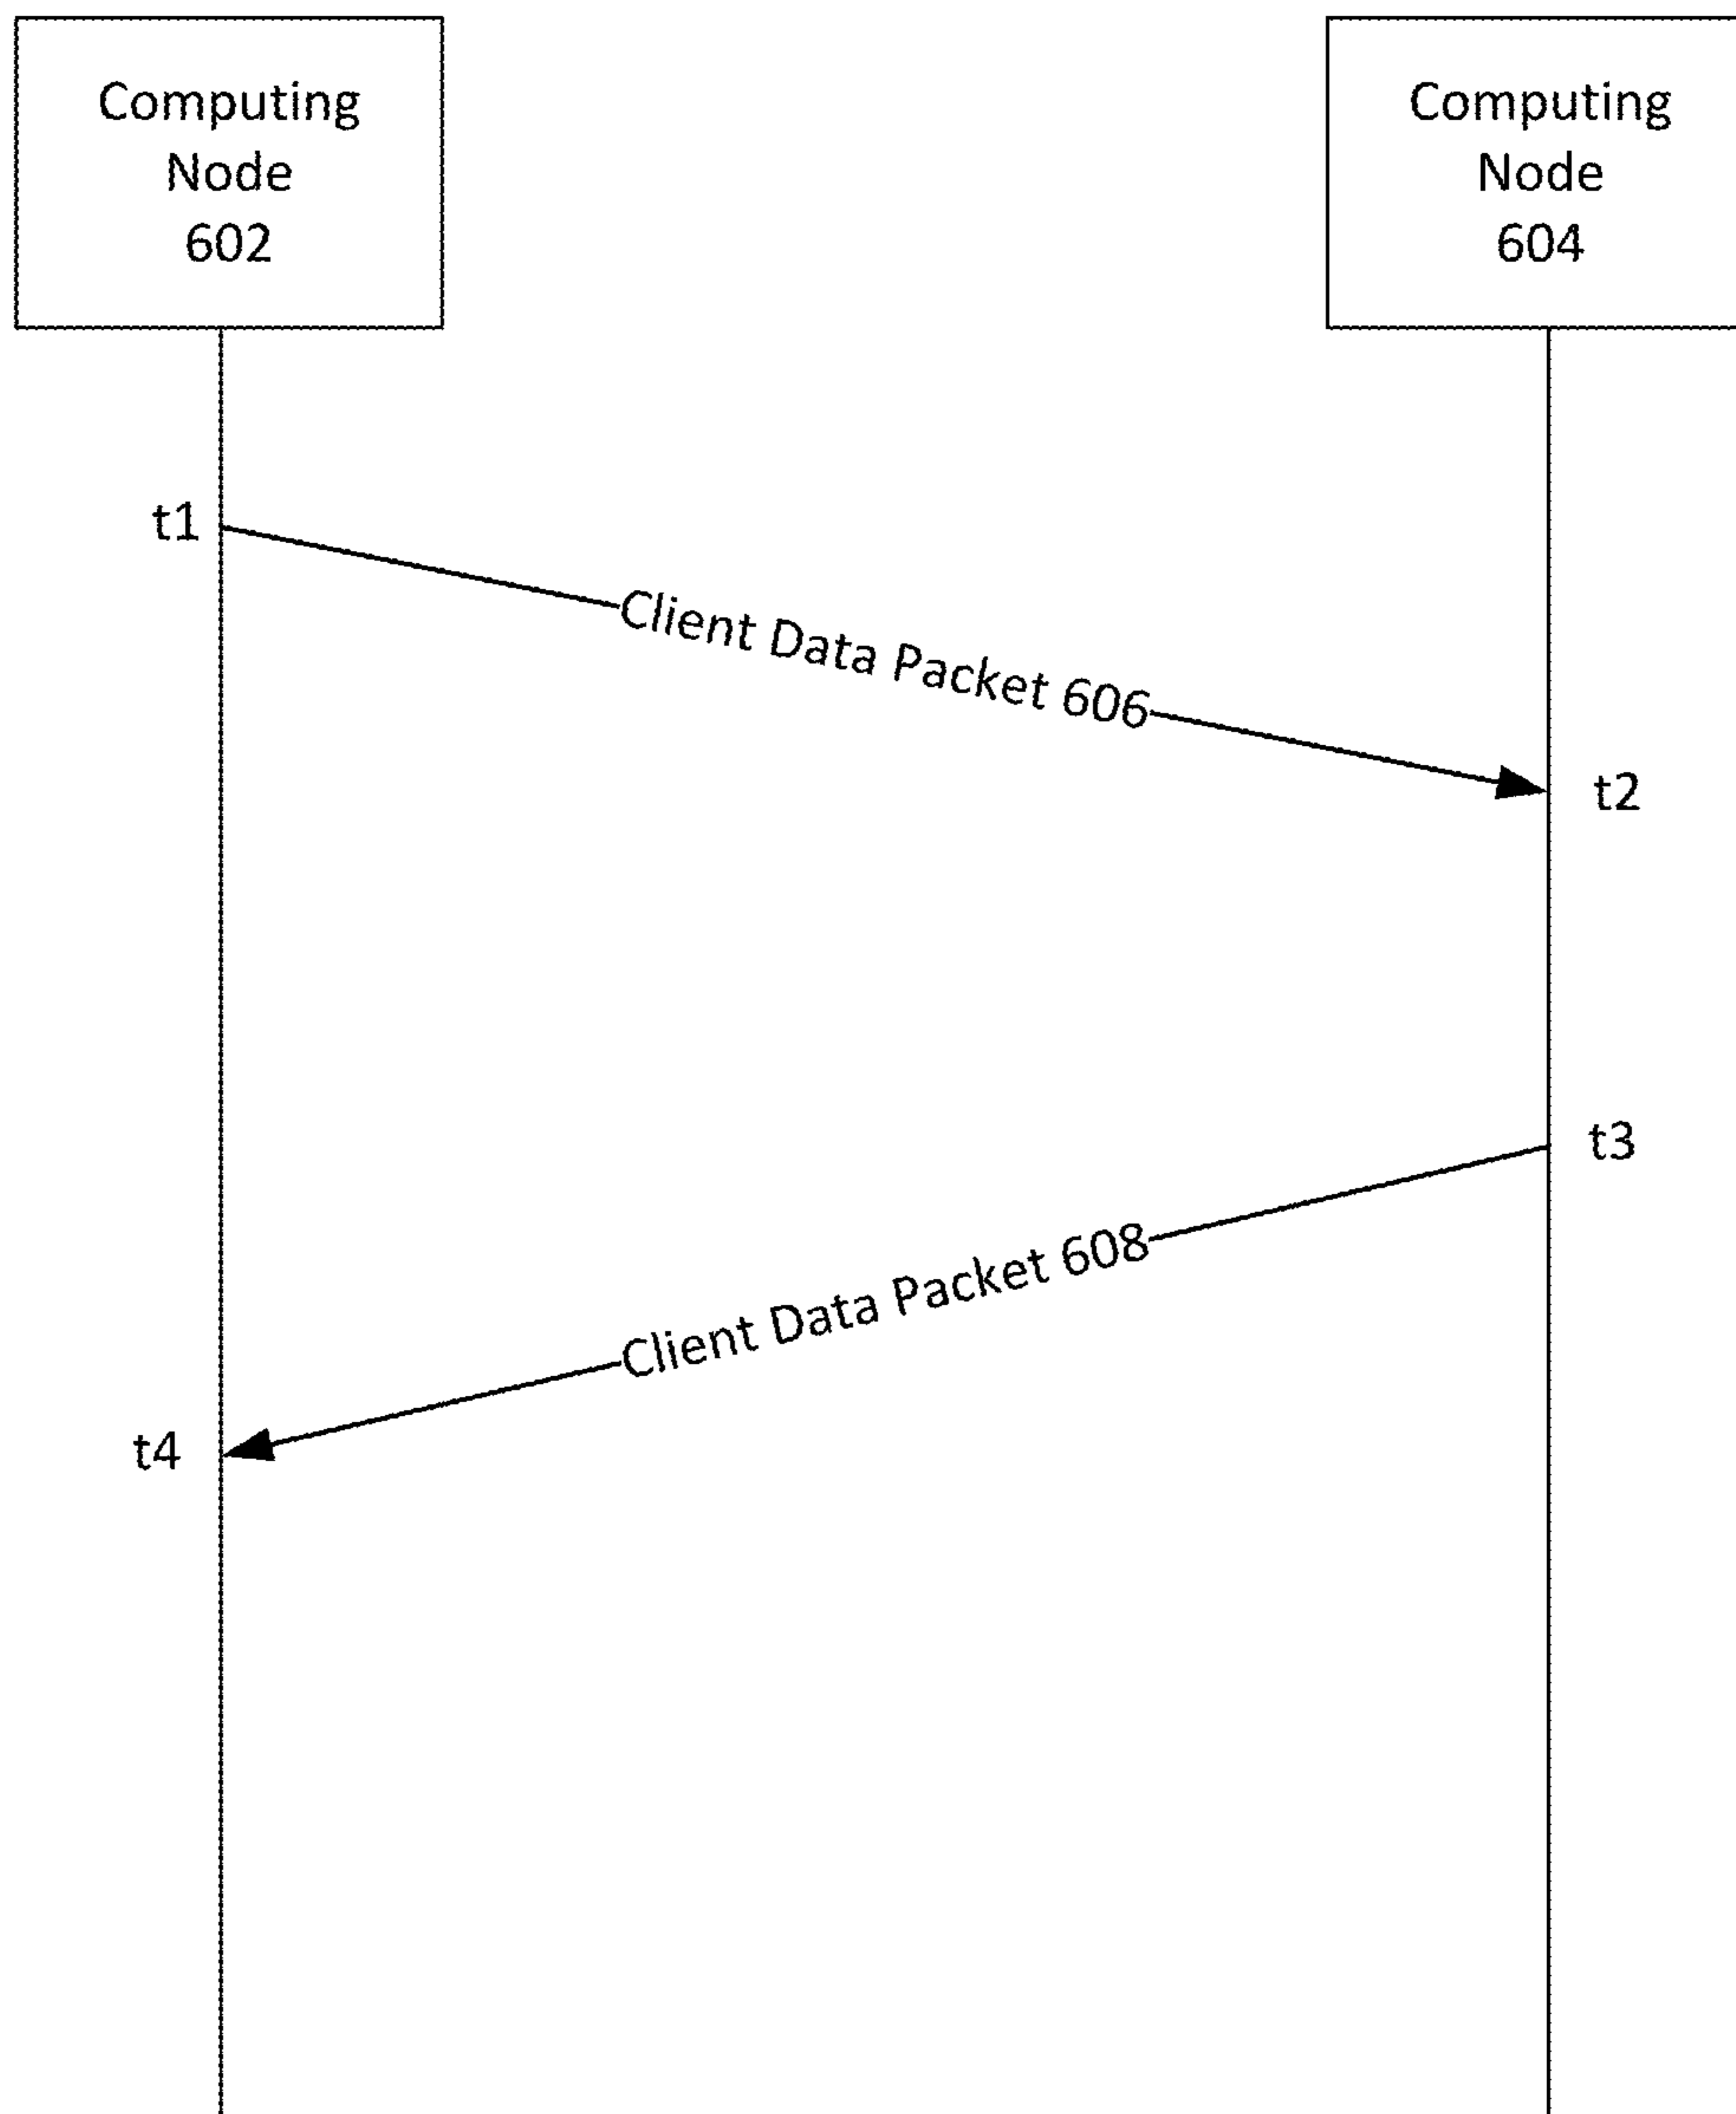 Computing
Node
602
Computing
Node
604
t1
Client Data Packet 606
t2
t3
Client Data Packet 608
t4